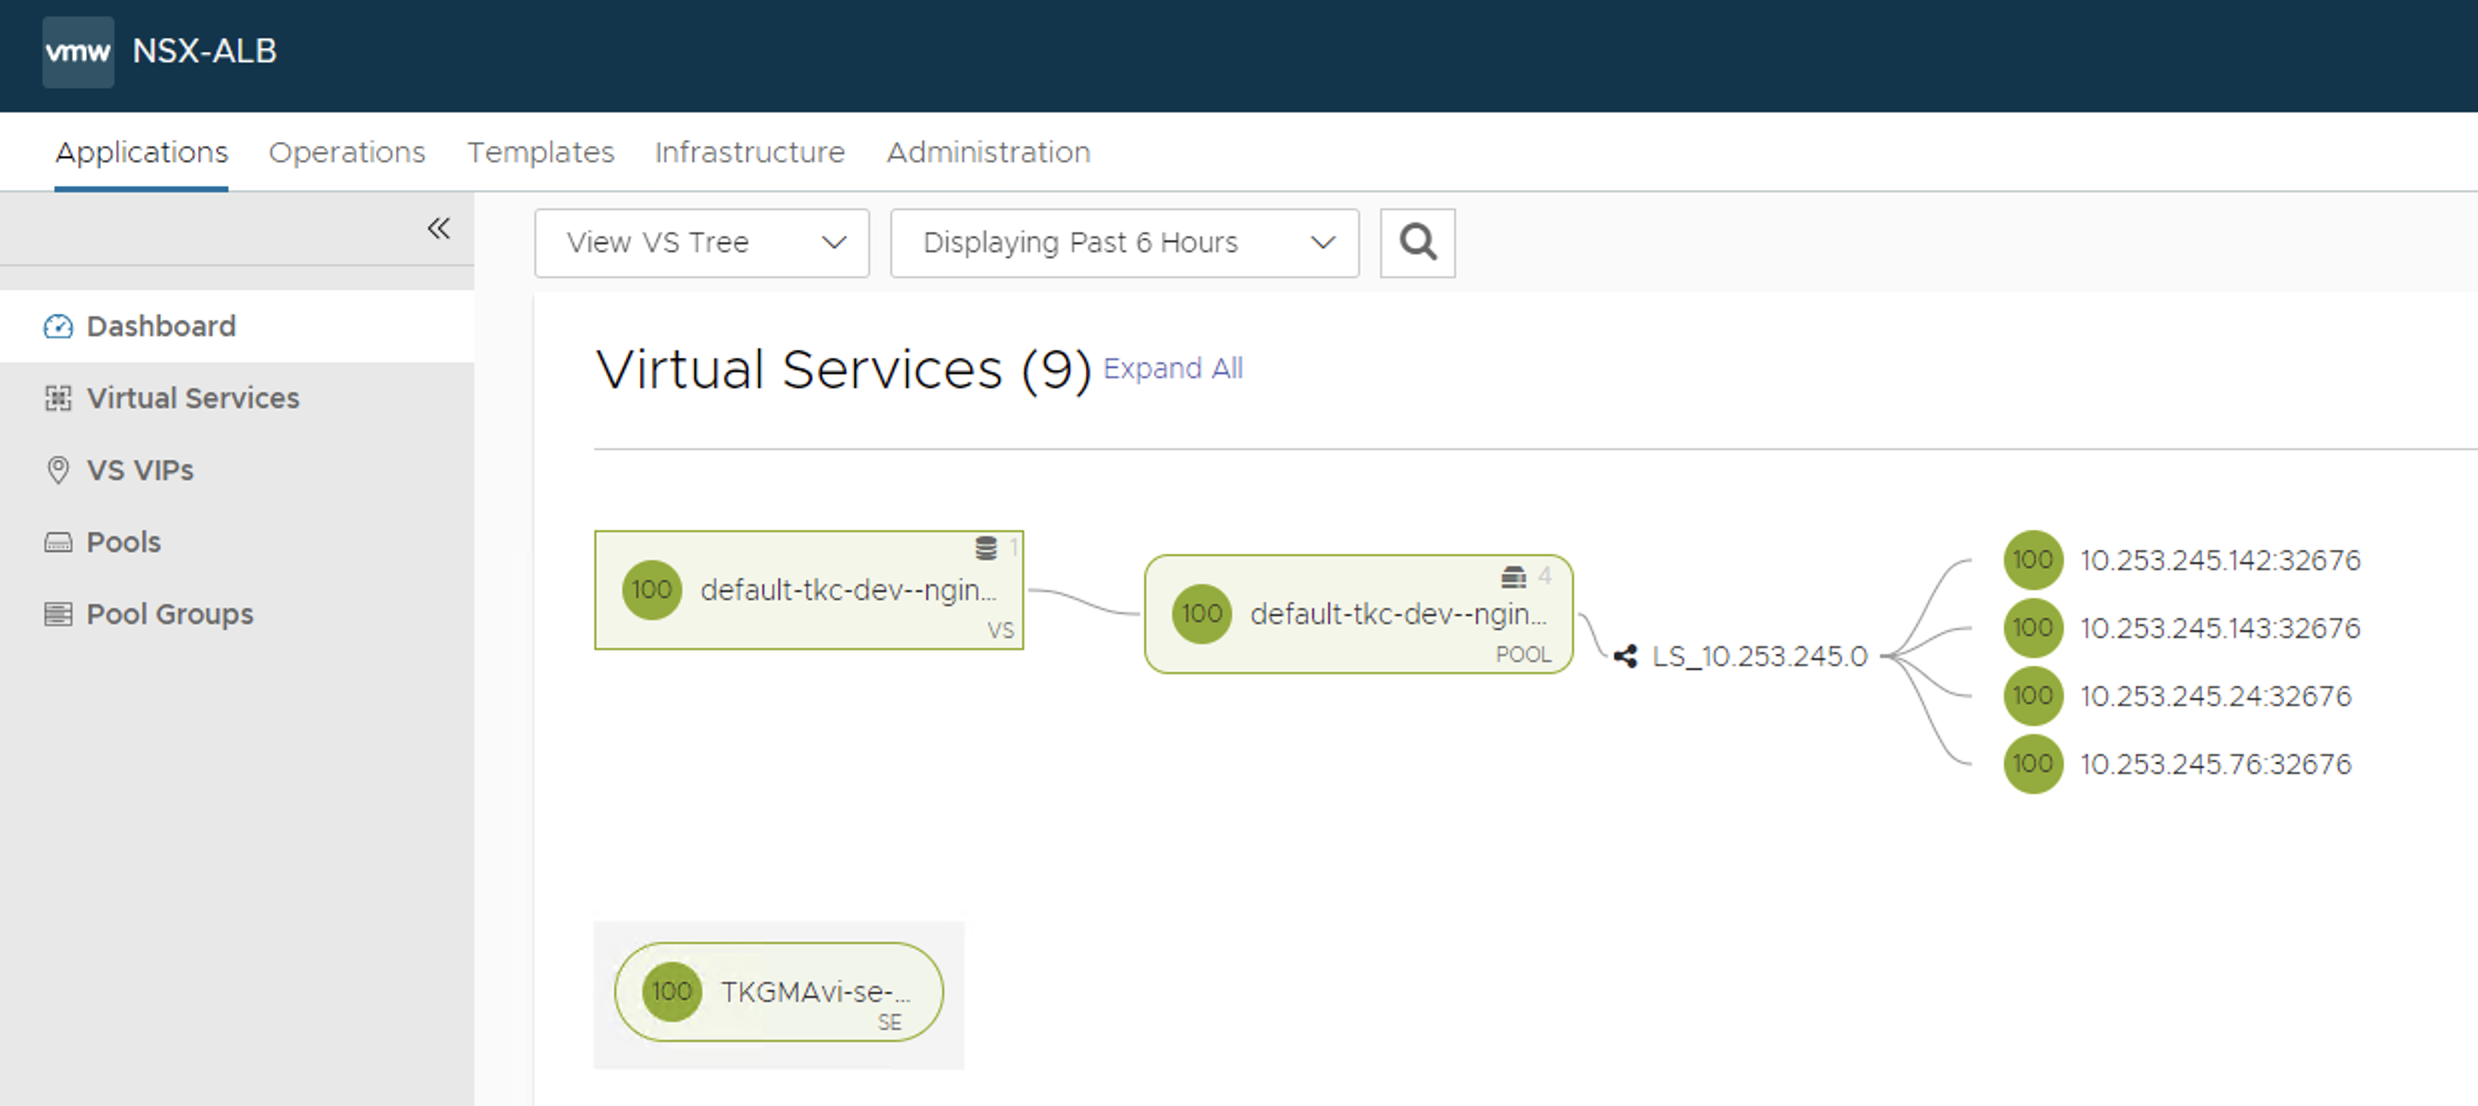 vmw NSX-ALB
Applications Operations Templates Infrastructure Administration
View VS Tree Displaying Past 6 Hours
Dashboard
Virtual Services
VS VIPs
Pools
Pool Groups
Virtual Services (9) Expand All
1
100 default-tkc-dev--ngin...
VS
4
100 default-tkc-dev--ngin...
POOL
LS_10.253.245.0
100 10.253.245.142:32676
100 10.253.245.143:32676
100 10.253.245.24:32676
100 10.253.245.76:32676
100 TKGMAvi-se-...
SE